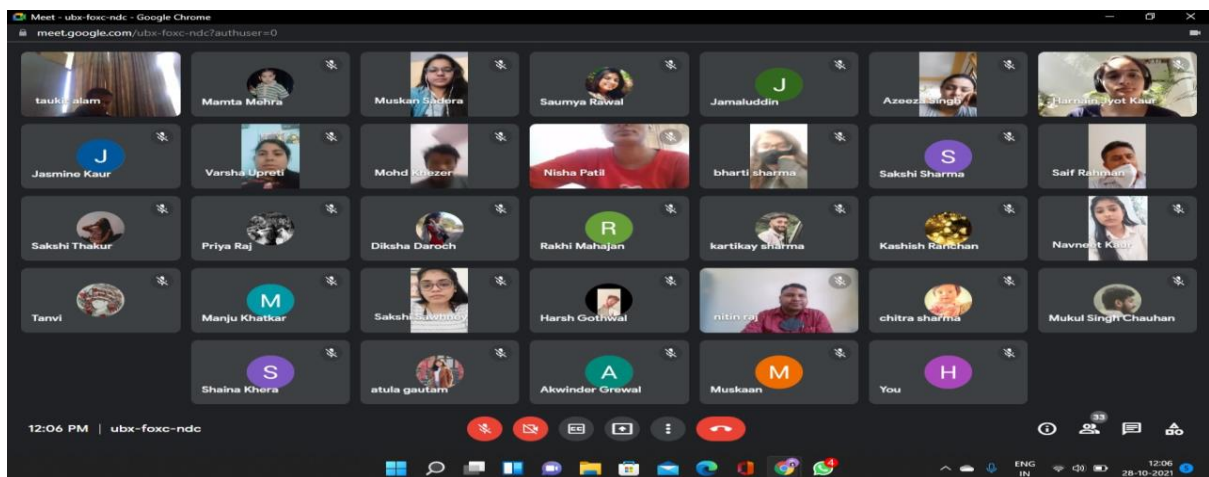 Meet - ubx-foxc-ndc - Google Chrome
meet.google.com/ubx-foxc-ndc?authuser=0
taukir alam
Mamta Mehra
Muskan Sadora
Saumya Rawal
J
Jamaluddin
Azeeza Singh
Harnain Jyot Kaur
J
Jasmine Kaur
Varsha Upreti
Mohd Khezer
Nisha Patil
bharti sharma
S
Sakshi Sharma
Saif Rahman
Sakshi Thakur
Priya Raj
Diksha Daroch
R
Rakhi Mahajan
kartikay sharma
Kashish Ranchan
Navneet Kaur
Tanvi
M
Manju Khatkar
Sakshi Sawhney
Harsh Gothwal
nitin raj
chitra sharma
Mukul Singh Chauhan
S
Shaina Khera
atula gautam
A
Akwinder Grewal
M
Muskaan
H
You
12:06 PM | ubx-foxc-ndc
CC
33
4
ENG
IN
12:06
28-10-2021